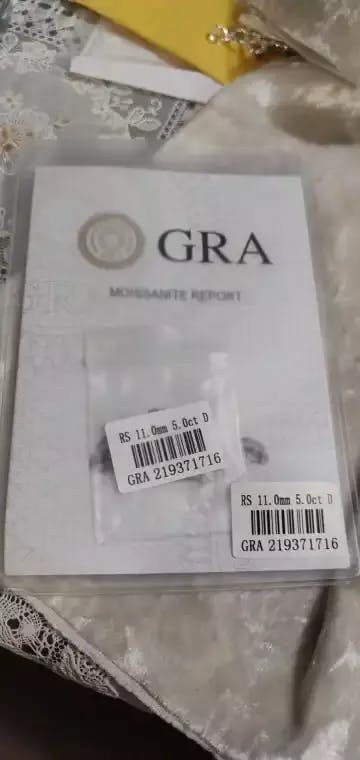 GRA
MOISSANITE REPORT
RS 11.0mm 5.0ct D
GRA 219371716
RS 11.0mm 5.0ct D
GRA 219371716